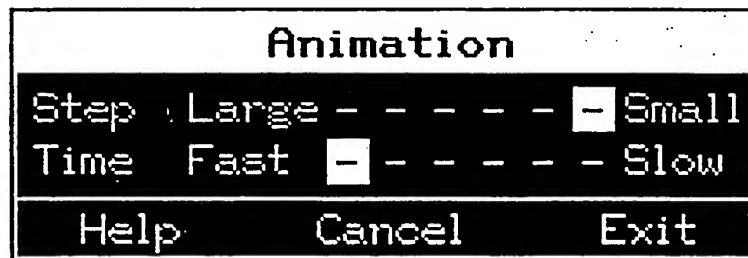 Animation
Step Large - - - - - - - Small
Time Fast - - - - - - - Slow
Help Cancel Exit